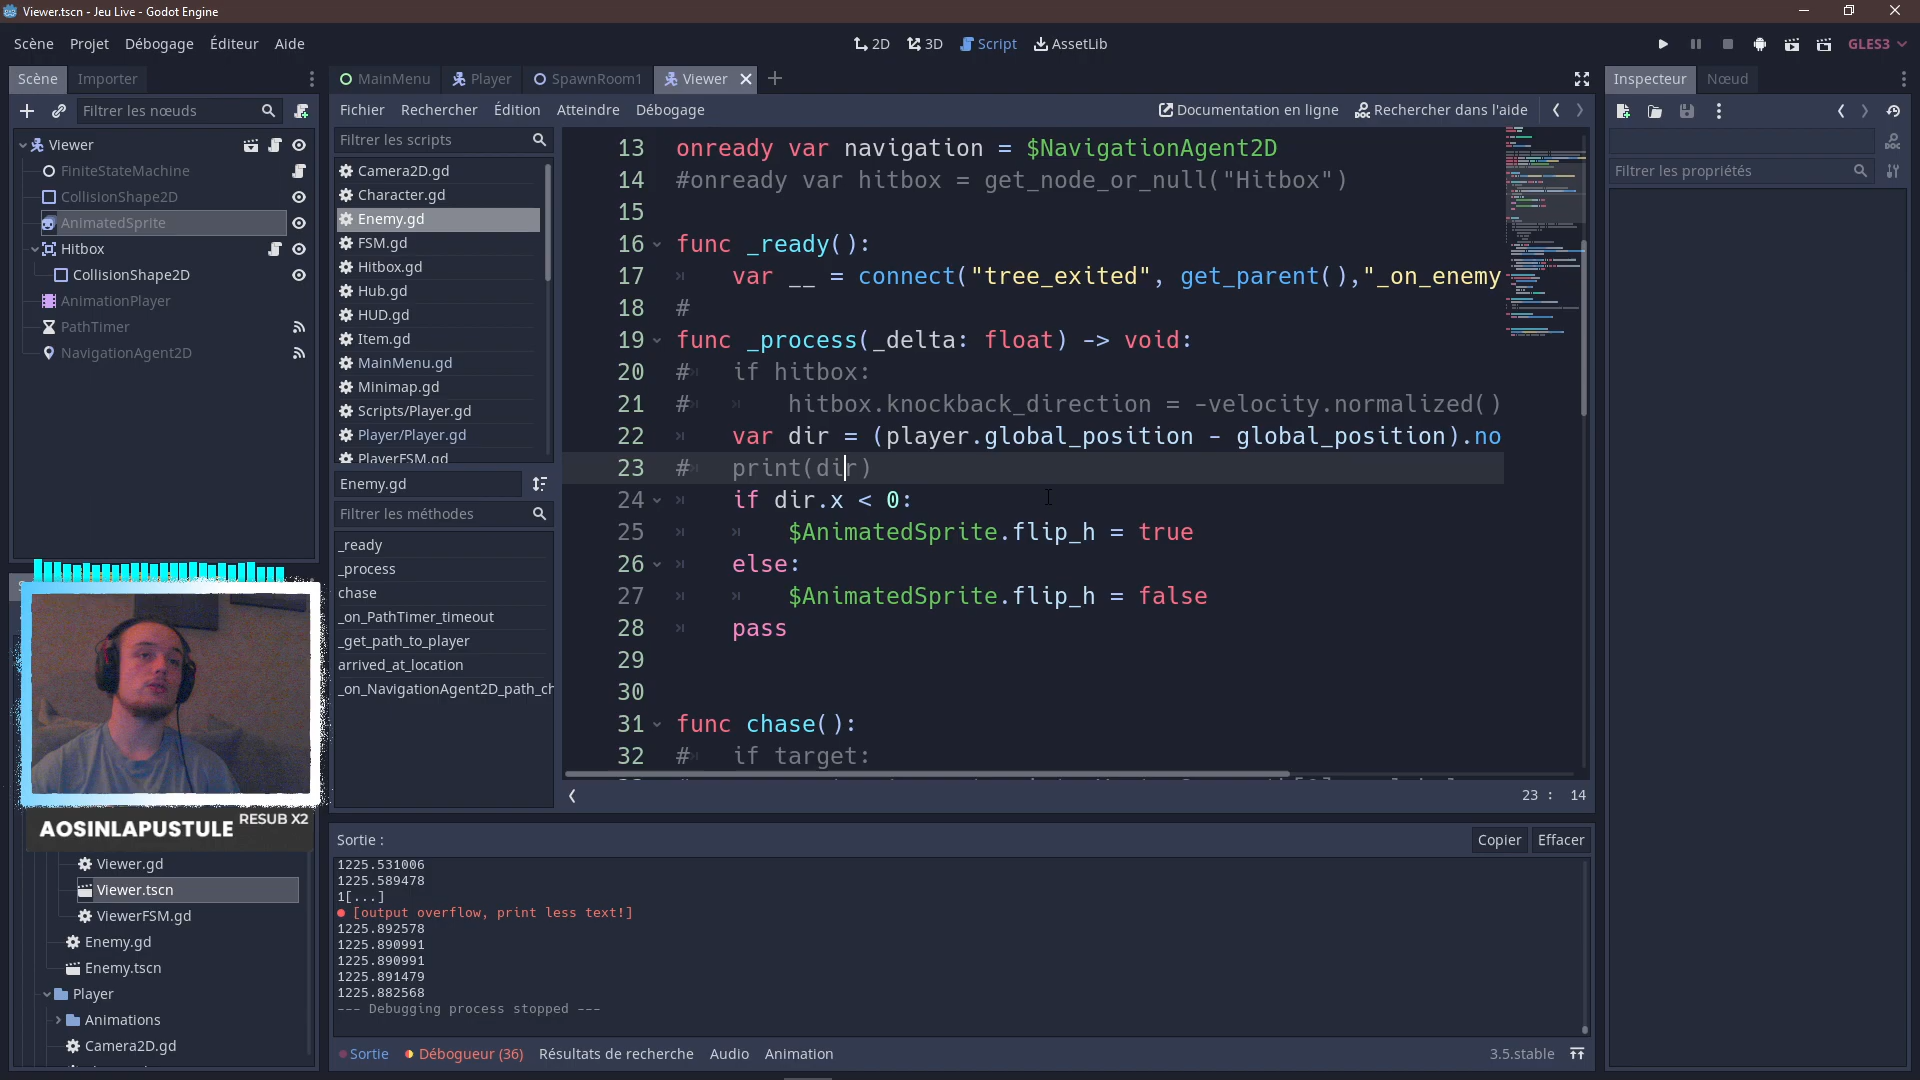 Viewer.tscn - Jeu Live - Godot Engine
Scène Projet Débogage Éditeur Aide
2D 3D Script AssetLib
GLES3
Scène Importer
Filtrer les nœuds
Viewer
FiniteStateMachine
CollisionShape2D
AnimatedSprite
Hitbox
CollisionShape2D
AnimationPlayer
PathTimer
NavigationAgent2D
MainMenu Player SpawnRoom1 Viewer
Fichier Rechercher Édition Atteindre Débogage
Documentation en ligne Rechercher dans l'aide
Filtrer les scripts
Camera2D.gd
Character.gd
Enemy.gd
FSM.gd
Hitbox.gd
Hub.gd
HUD.gd
Item.gd
MainMenu.gd
Minimap.gd
Scripts/Player.gd
Player/Player.gd
PlayerFSM.gd
Enemy.gd
Filtrer les méthodes
_ready
_process
chase
_on_PathTimer_timeout
_get_path_to_player
arrived_at_location
_on_NavigationAgent2D_path_ch
13 onready var navigation = $NavigationAgent2D
14 #onready var hitbox = get_node_or_null("Hitbox")
15
16 func _ready():
17 var __ = connect("tree_exited", get_parent(),"_on_enemy
18 #
19 func _process(_delta: float) -> void:
20 # if hitbox:
21 # hitbox.knockback_direction = -velocity.normalized()
22 var dir = (player.global_position - global_position).no
23 # print(dir)
24 if dir.x < 0:
25 $AnimatedSprite.flip_h = true
26 else:
27 $AnimatedSprite.flip_h = false
28 pass
29
30
31 func chase():
32 # if target:
23 : 14
Sortie :
Copier Effacer
1225.531006
1225.589478
1[...]
[output overflow, print less text!]
1225.892578
1225.890991
1225.890991
1225.891479
1225.882568
--- Debugging process stopped ---
Sortie Débogueur (36) Résultats de recherche Audio Animation
3.5.stable
Inspecteur Nœud
Filtrer les propriétés
AOSINLAPUSTULE RESUB X2
Viewer.gd
Viewer.tscn
ViewerFSM.gd
Enemy.gd
Enemy.tscn
Player
Animations
Camera2D.gd